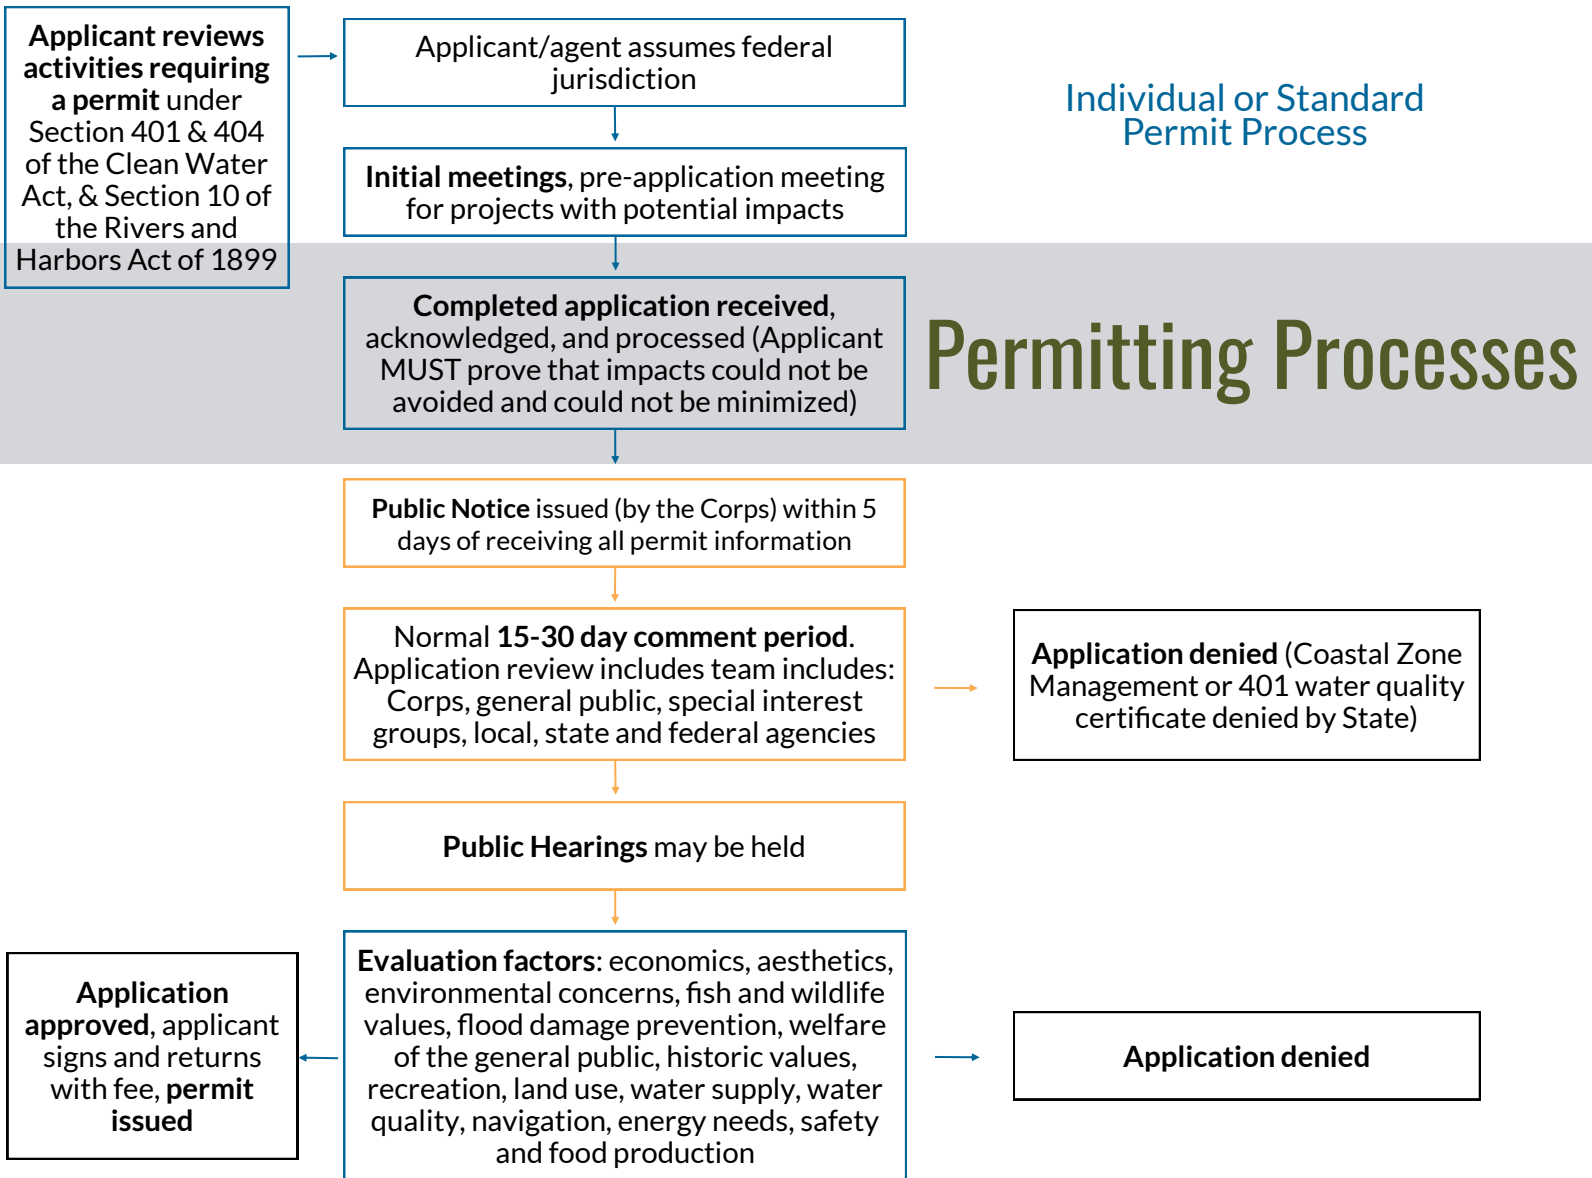 Applicant reviews
activities requiring
a permit under
Section 401 & 404
of the Clean Water
Act, & Section 10 of
the Rivers and
Harbors Act of 1899
Applicant/agent assumes federal
jurisdiction
Individual or Standard
Permit Process
Initial meetings, pre-application meeting
for projects with potential impacts
Completed application received,
acknowledged, and processed (Applicant
MUST prove that impacts could not be
avoided and could not be minimized)
Permitting Processes
Public Notice issued (by the Corps) within 5
days of receiving all permit information
Normal 15-30 day comment period.
Application review includes team includes:
Corps, general public, special interest
groups, local, state and federal agencies
Application denied (Coastal Zone
Management or 401 water quality
certificate denied by State)
Public Hearings may be held
Evaluation factors: economics, aesthetics,
environmental concerns, fish and wildlife
values, flood damage prevention, welfare
of the general public, historic values,
recreation, land use, water supply, water
quality, navigation, energy needs, safety
and food production
Application
approved, applicant
signs and returns
with fee, permit
issued
Application denied